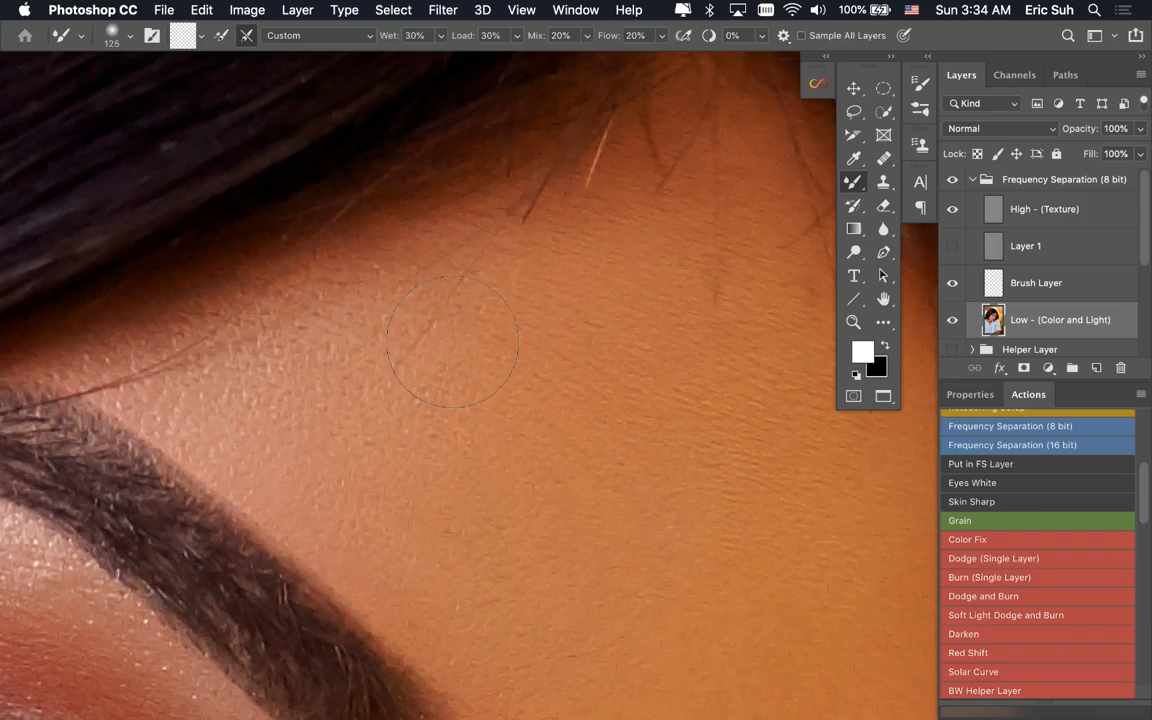 Photoshop CC File Edit Image Layer Type Select Filter 3D View Window Help 100% Sun 3:34 AM Eric Suh
125 Custom Wet: 30% Load: 30% Mix: 20% Flow: 20% 0% Sample All Layers
Layers Channels Paths
Kind
Normal Opacity: 100%
Lock: Fill: 100%
Frequency Separation (8 bit)
High - (Texture)
Layer 1
Brush Layer
Low - (Color and Light)
Helper Layer
fx
Properties Actions
Frequency Separation (8 bit)
Frequency Separation (16 bit)
Put in FS Layer
Eyes White
Skin Sharp
Grain
Color Fix
Dodge (Single Layer)
Burn (Single Layer)
Dodge and Burn
Soft Light Dodge and Burn
Darken
Red Shift
Solar Curve
BW Helper Layer